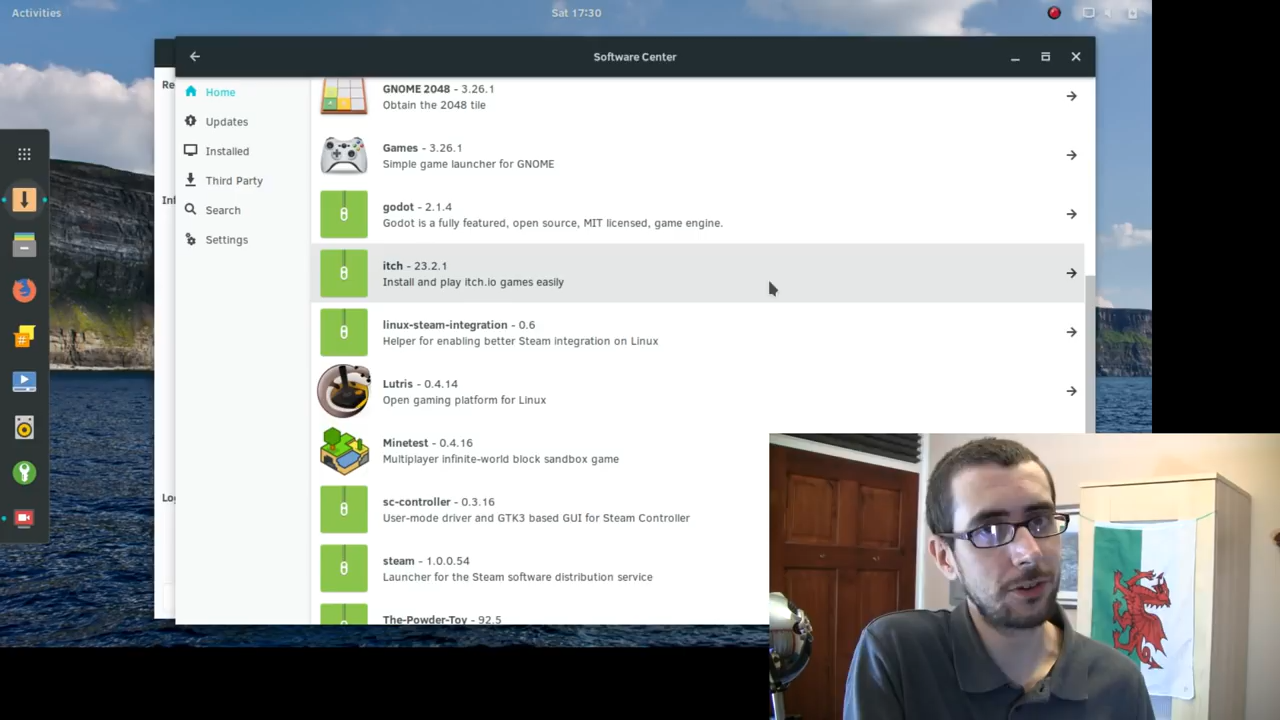 Activities
Sat 17:30
Software Center
Re
Home
Updates
Installed
Third Party
Search
Settings
GNOME 2048 - 3.26.1
Obtain the 2048 tile
Games - 3.26.1
Simple game launcher for GNOME
godot - 2.1.4
Godot is a fully featured, open source, MIT licensed, game engine.
itch - 23.2.1
Install and play itch.io games easily
linux-steam-integration - 0.6
Helper for enabling better Steam integration on Linux
Lutris - 0.4.14
Open gaming platform for Linux
Minetest - 0.4.16
Multiplayer infinite-world block sandbox game
sc-controller - 0.3.16
User-mode driver and GTK3 based GUI for Steam Controller
steam - 1.0.0.54
Launcher for the Steam software distribution service
The-Powder-Toy - 92.5
Inf
Log